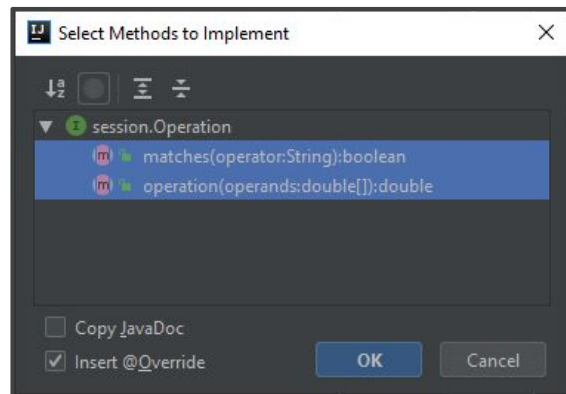 IJ Select Methods to Implement
a
z
I session.Operation
m matches(operator:String):boolean
m operation(operands:double[]):double
Copy JavaDoc
Insert @Override OK Cancel